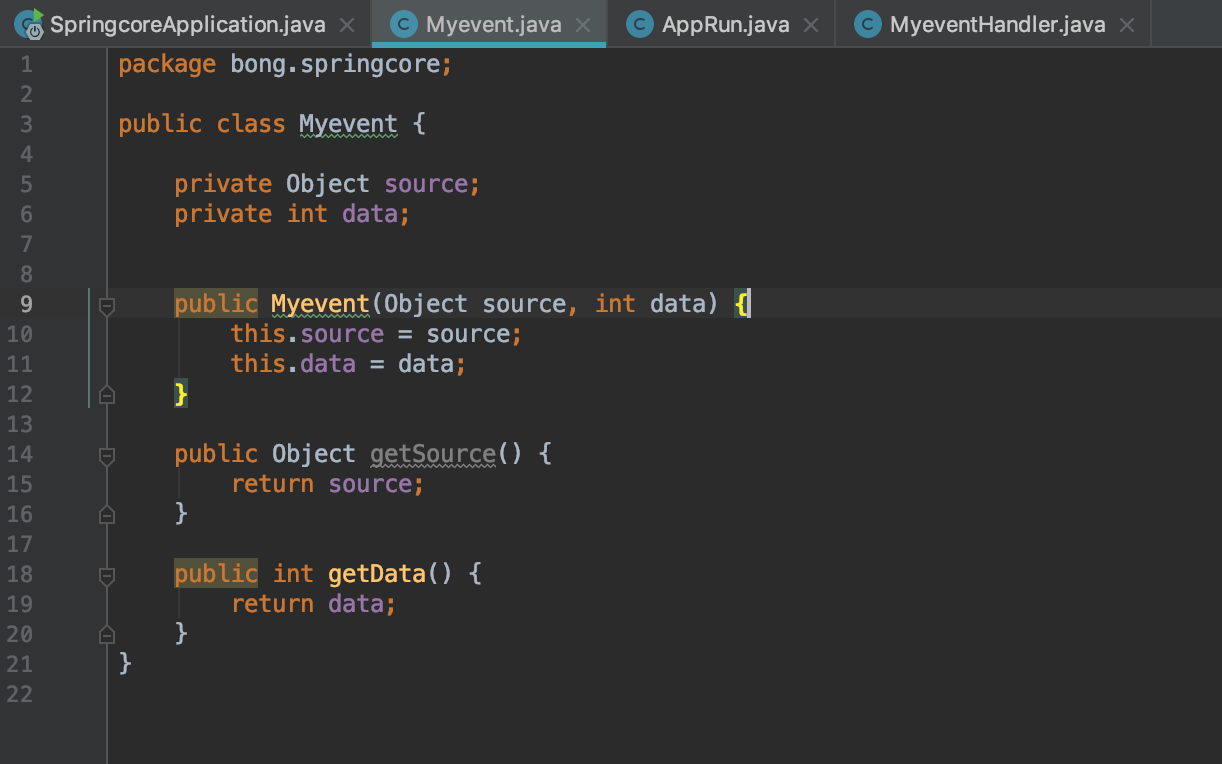 SpringcoreApplication.java Myevent.java AppRun.java MyeventHandler.java
1 package bong.springcore;
2
3 public class Myevent {
4
5 private Object source;
6 private int data;
7
8
9 public Myevent(Object source, int data) {
10 this.source = source;
11 this.data = data;
12 }
13
14 public Object getSource() {
15 return source;
16 }
17
18 public int getData() {
19 return data;
20 }
21 }
22